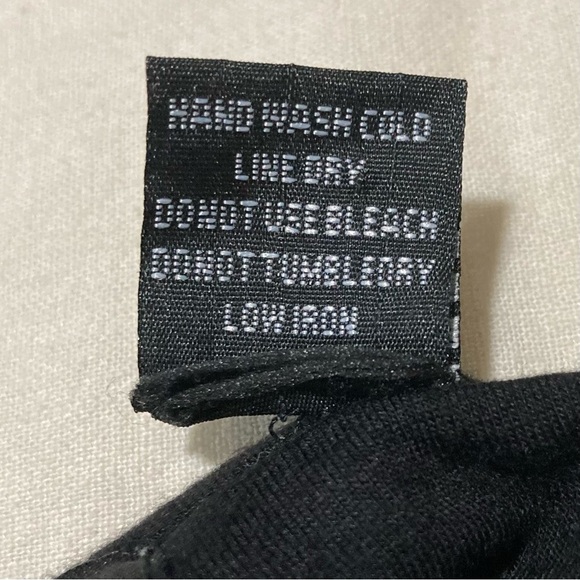 HAND WASH COLD
LINE DRY
DO NOT USE BLEACH
DO NOT TUMBLE DRY
LOW IRON